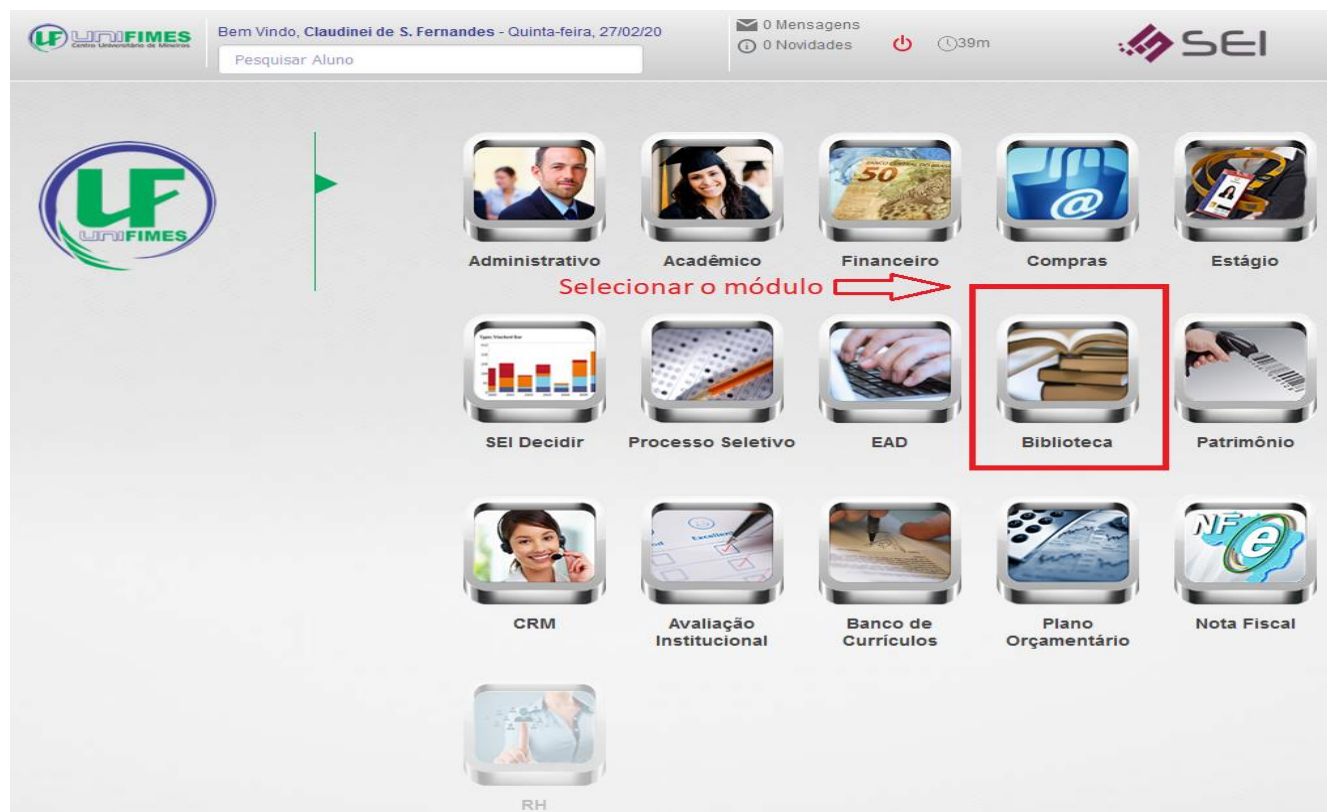 UNIFIMES
Centro Universitário de Mineiros
Bem Vindo, Claudinei de S. Fernandes - Quinta-feira, 27/02/20
Pesquisar Aluno
0 Mensagens
0 Novidades
39m
SEI
UF
UNIFIMES
Administrativo
Acadêmico
Financeiro
Compras
Estágio
Selecionar o módulo
SEI Decidir
Processo Seletivo
EAD
Biblioteca
Patrimônio
CRM
Avaliação
Institucional
Banco de
Currículos
Plano
Orçamentário
Nota Fiscal
RH